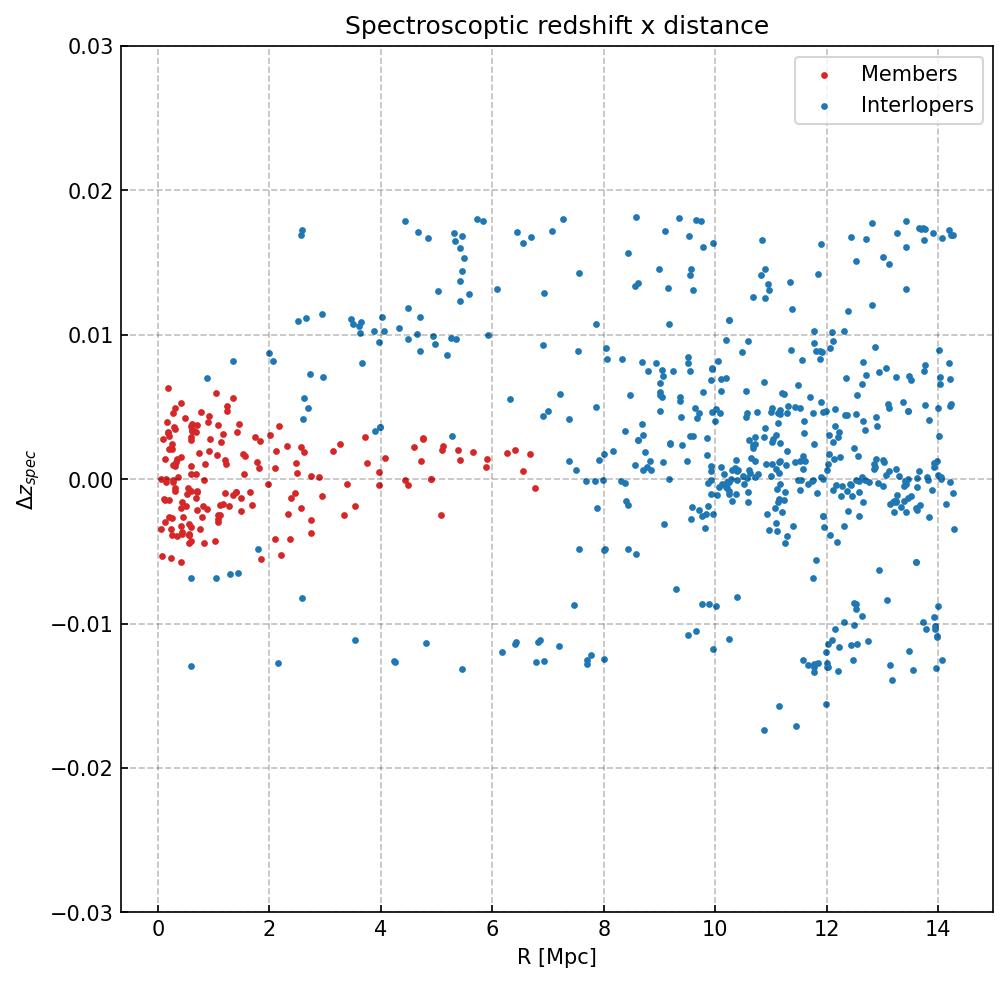 Spectroscoptic redshift x distance
Members
Interlopers
Δz_spec
0.03
0.02
0.01
0.00
−0.01
−0.02
−0.03
0 2 4 6 8 10 12 14
R [Mpc]